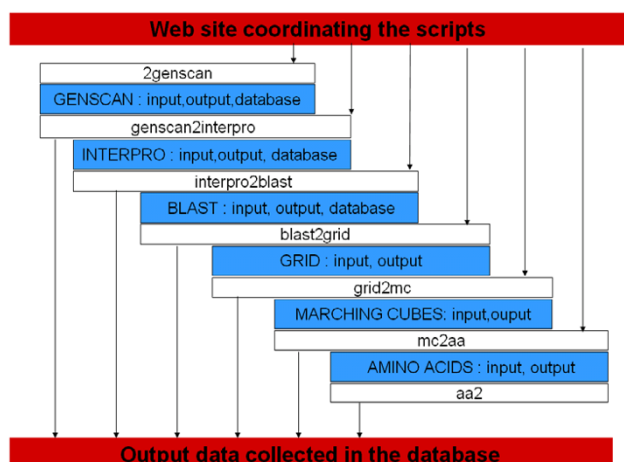 Web site coordinating the scripts
2genscan
GENSCAN : input,output,database
genscan2interpro
INTERPRO : input,output, database
interpro2blast
BLAST : input, output, database
blast2grid
GRID : input, output
grid2mc
MARCHING CUBES: input,ouput
mc2aa
AMINO ACIDS : input, output
aa2
Output data collected in the database